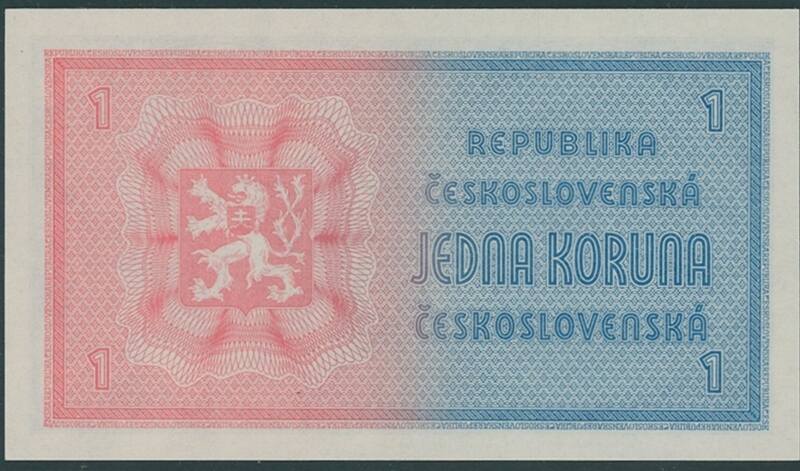 1
1
REPUBLIKA
ČESKOSLOVENSKÁ
JEDNA KORUNA
ČESKOSLOVENSKÁ
1
1